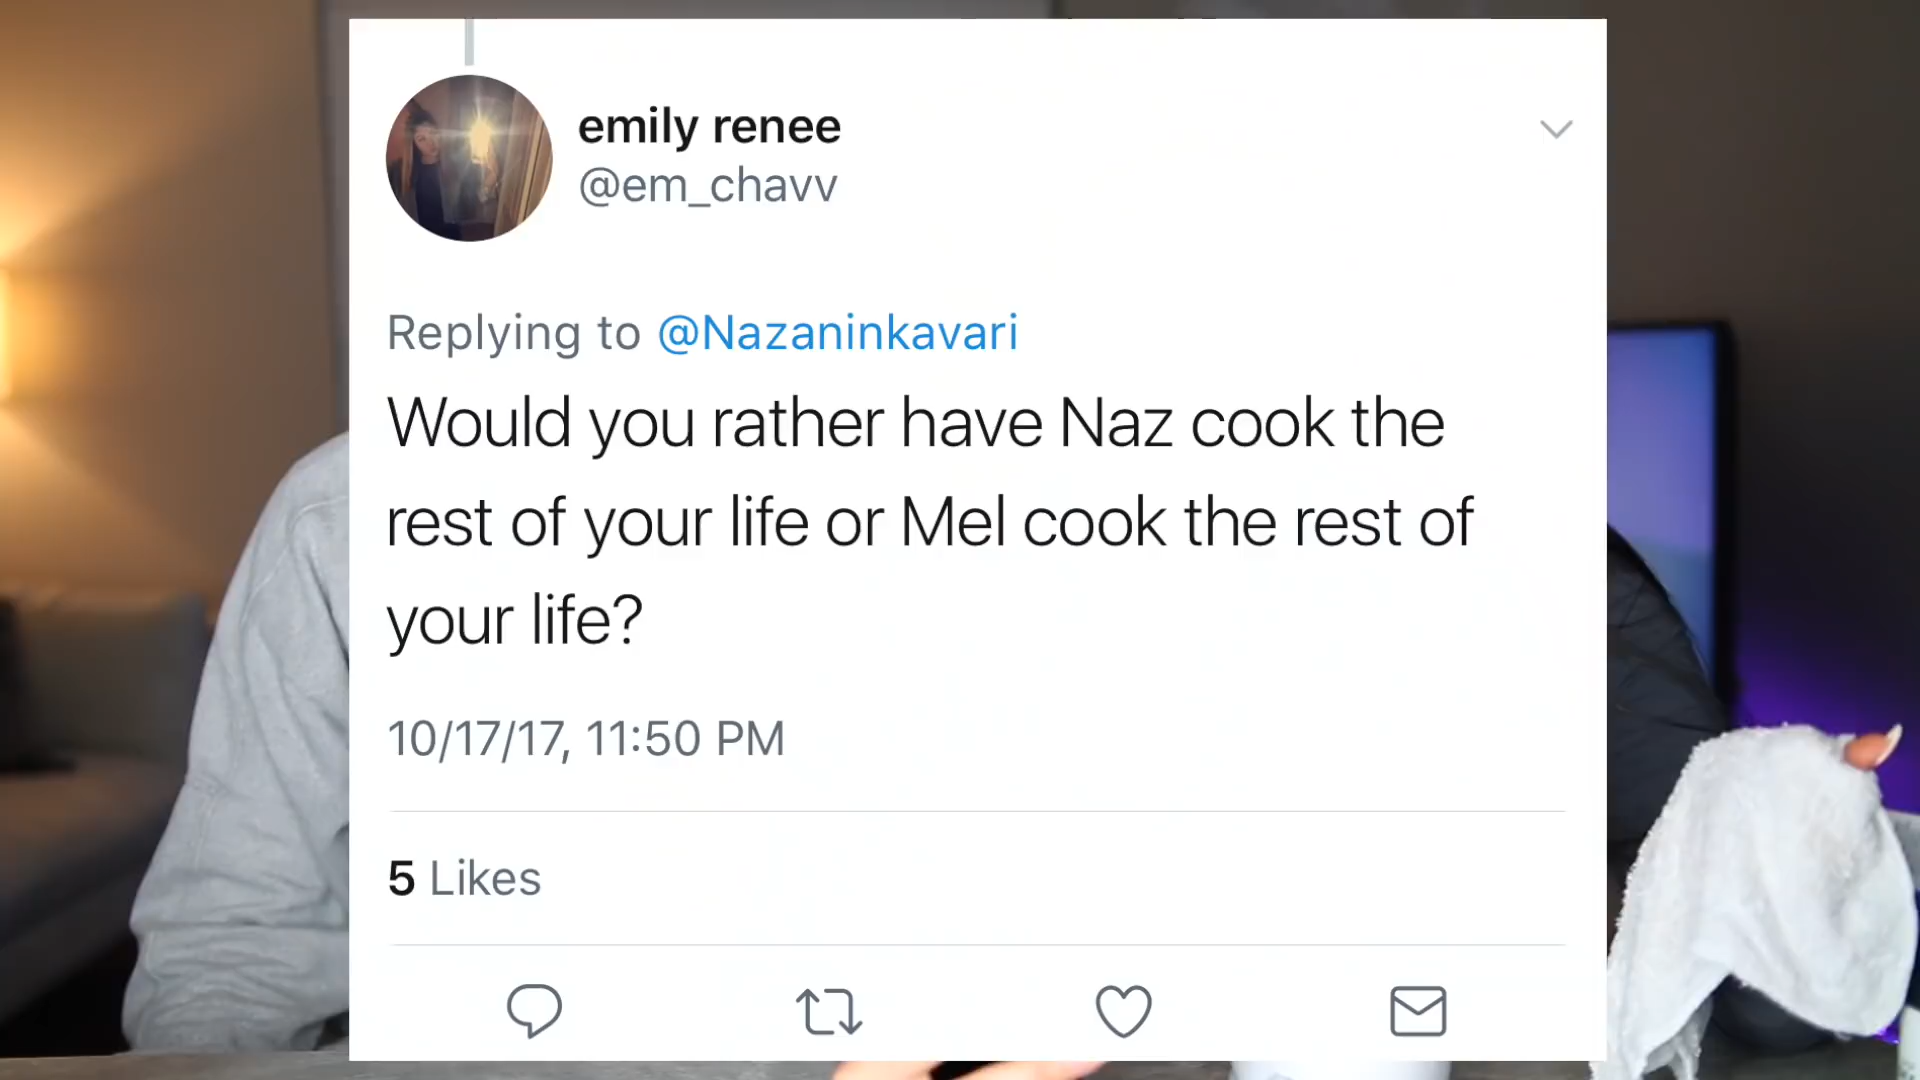 emily renee
@em_chavv
Replying to @Nazaninkavari
Would you rather have Naz cook the
rest of your life or Mel cook the rest of
your life?
10/17/17, 11:50 PM
5 Likes